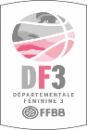 DF3
DÉPARTEMENTALE
FÉMININE 3
FFBB